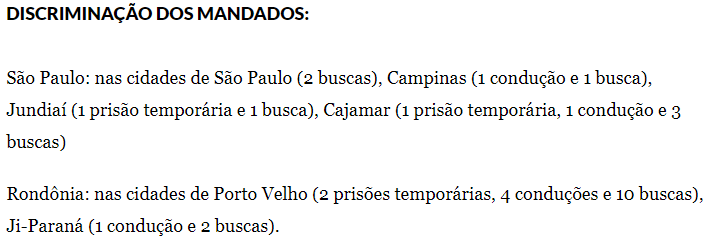 DISCRIMINAÇÃO DOS MANDADOS:
São Paulo: nas cidades de São Paulo (2 buscas), Campinas (1 condução e 1 busca),
Jundiaí (1 prisão temporária e 1 busca), Cajamar (1 prisão temporária, 1 condução e 3
buscas)
Rondônia: nas cidades de Porto Velho (2 prisões temporárias, 4 conduções e 10 buscas),
Ji-Paraná (1 condução e 2 buscas).